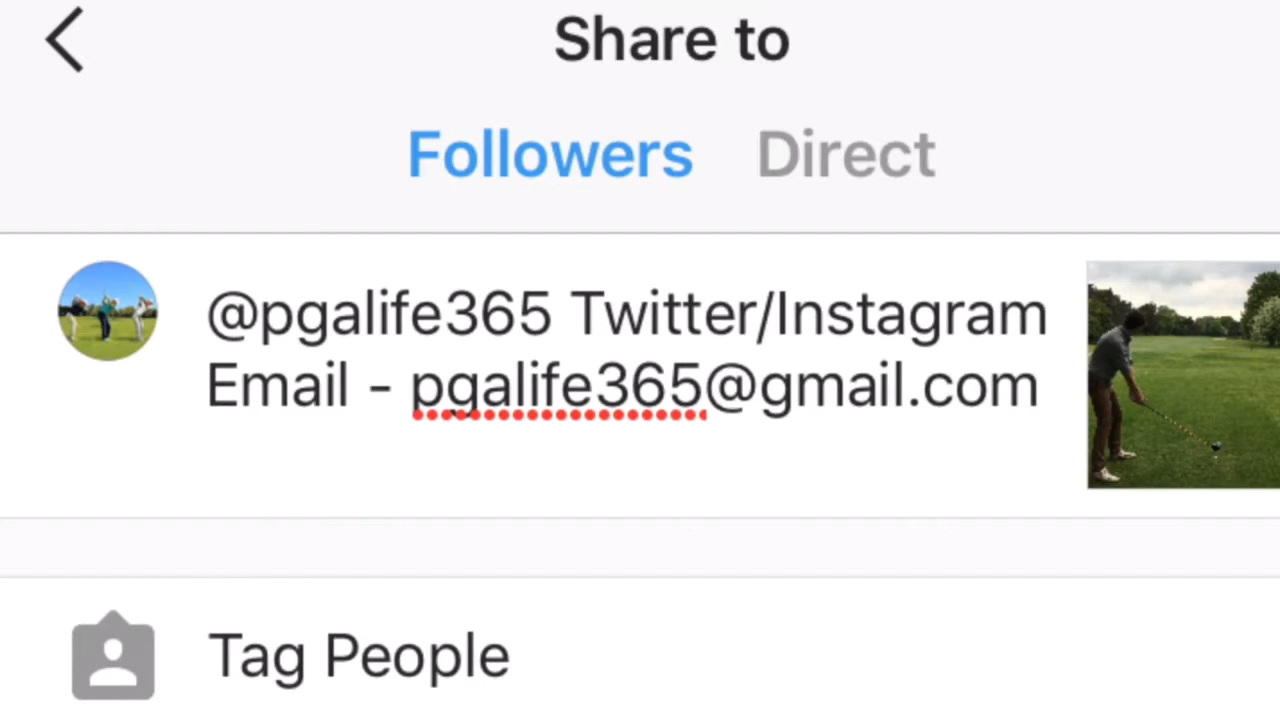 Share to
Followers Direct
@pgalife365 Twitter/Instagram
Email - pgalife365@gmail.com
Tag People